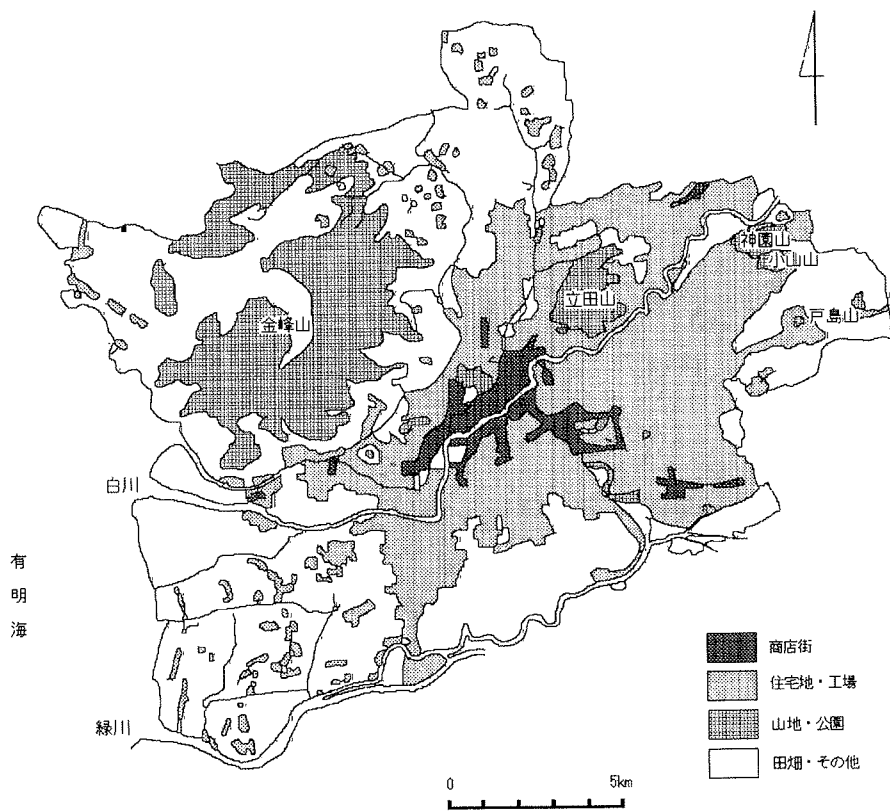 神園山
小山山
立田山
戸島山
金峰山
白川
有明海
緑川
商店街
住宅地・工場
山地・公園
田畑・その他
0 5km